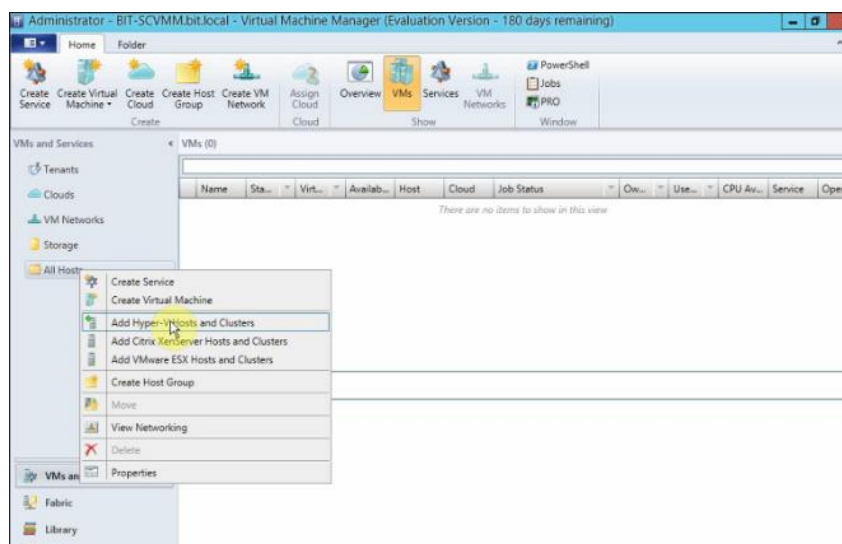 Administrator - BIT-SCVMM.bit.local - Virtual Machine Manager (Evaluation Version - 180 days remaining)
Home Folder
Create Service
Create Virtual Machine
Create Cloud
Create Host Group
Create VM Network
Assign Cloud
Overview
VMs
Services
VM Networks
PowerShell
Jobs
PRO
Create
Cloud
Show
Window
VMs and Services
VMs (0)
Tenants
Clouds
VM Networks
Storage
All Hosts
Name Sta... Virt... Availab... Host Cloud Job Status Ow... Use... CPU Av... Service Oper
There are no items to show in this view
Create Service
Create Virtual Machine
Add Hyper-V Hosts and Clusters
Add Citrix XenServer Hosts and Clusters
Add VMware ESX Hosts and Clusters
Create Host Group
Move
View Networking
Delete
Properties
VMs an
Fabric
Library